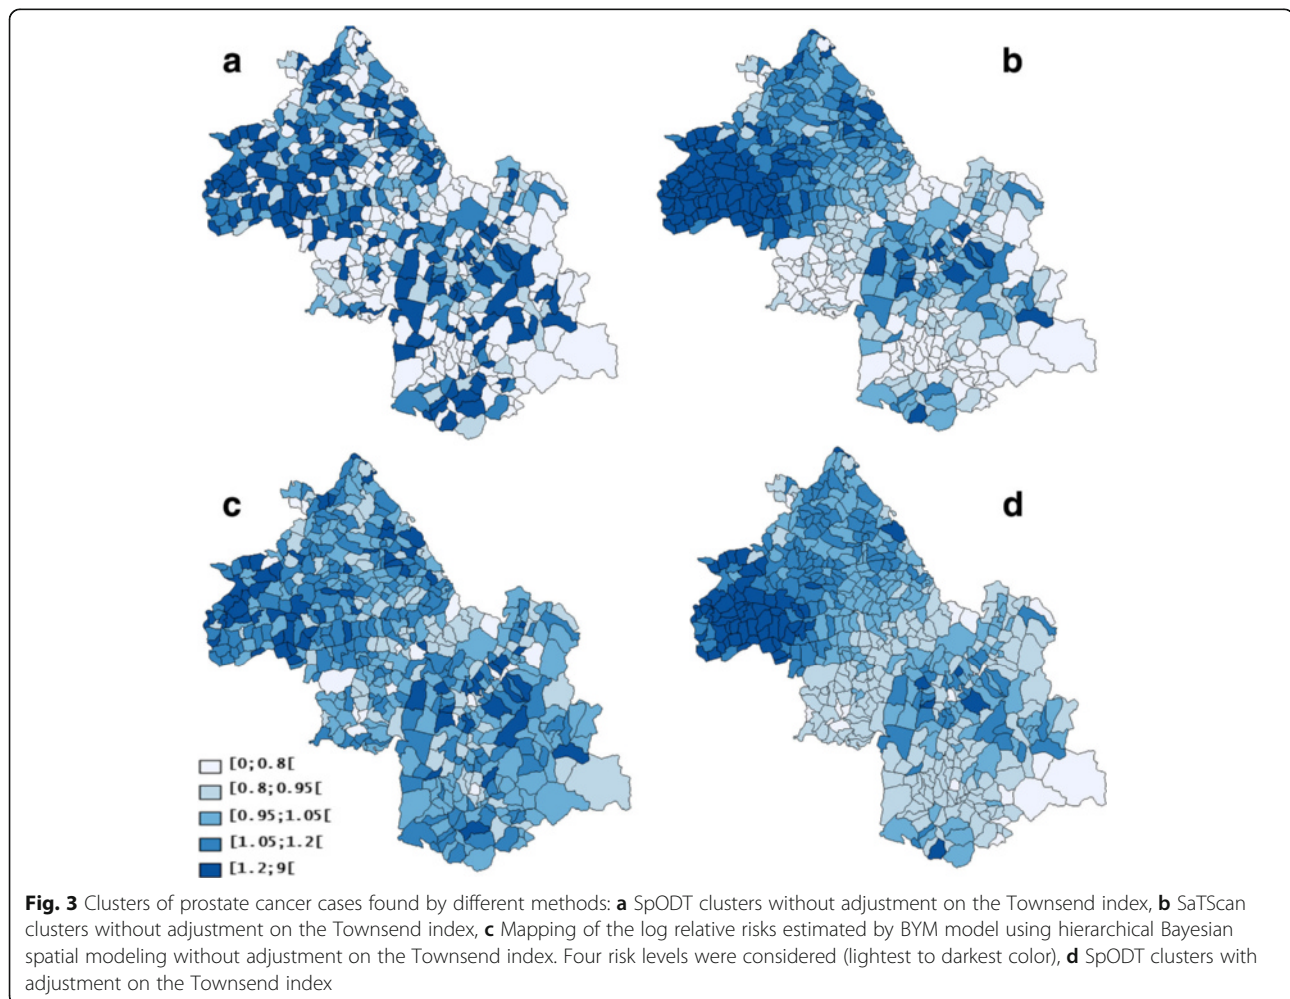 a
b
c
d
[0;0.8[
[0.8;0.95[
[0.95;1.05[
[1.05;1.2[
[1.2;9[
Fig. 3 Clusters of prostate cancer cases found by different methods: a SpODT clusters without adjustment on the Townsend index, b SaTScan
clusters without adjustment on the Townsend index, c Mapping of the log relative risks estimated by BYM model using hierarchical Bayesian
spatial modeling without adjustment on the Townsend index. Four risk levels were considered (lightest to darkest color), d SpODT clusters with
adjustment on the Townsend index